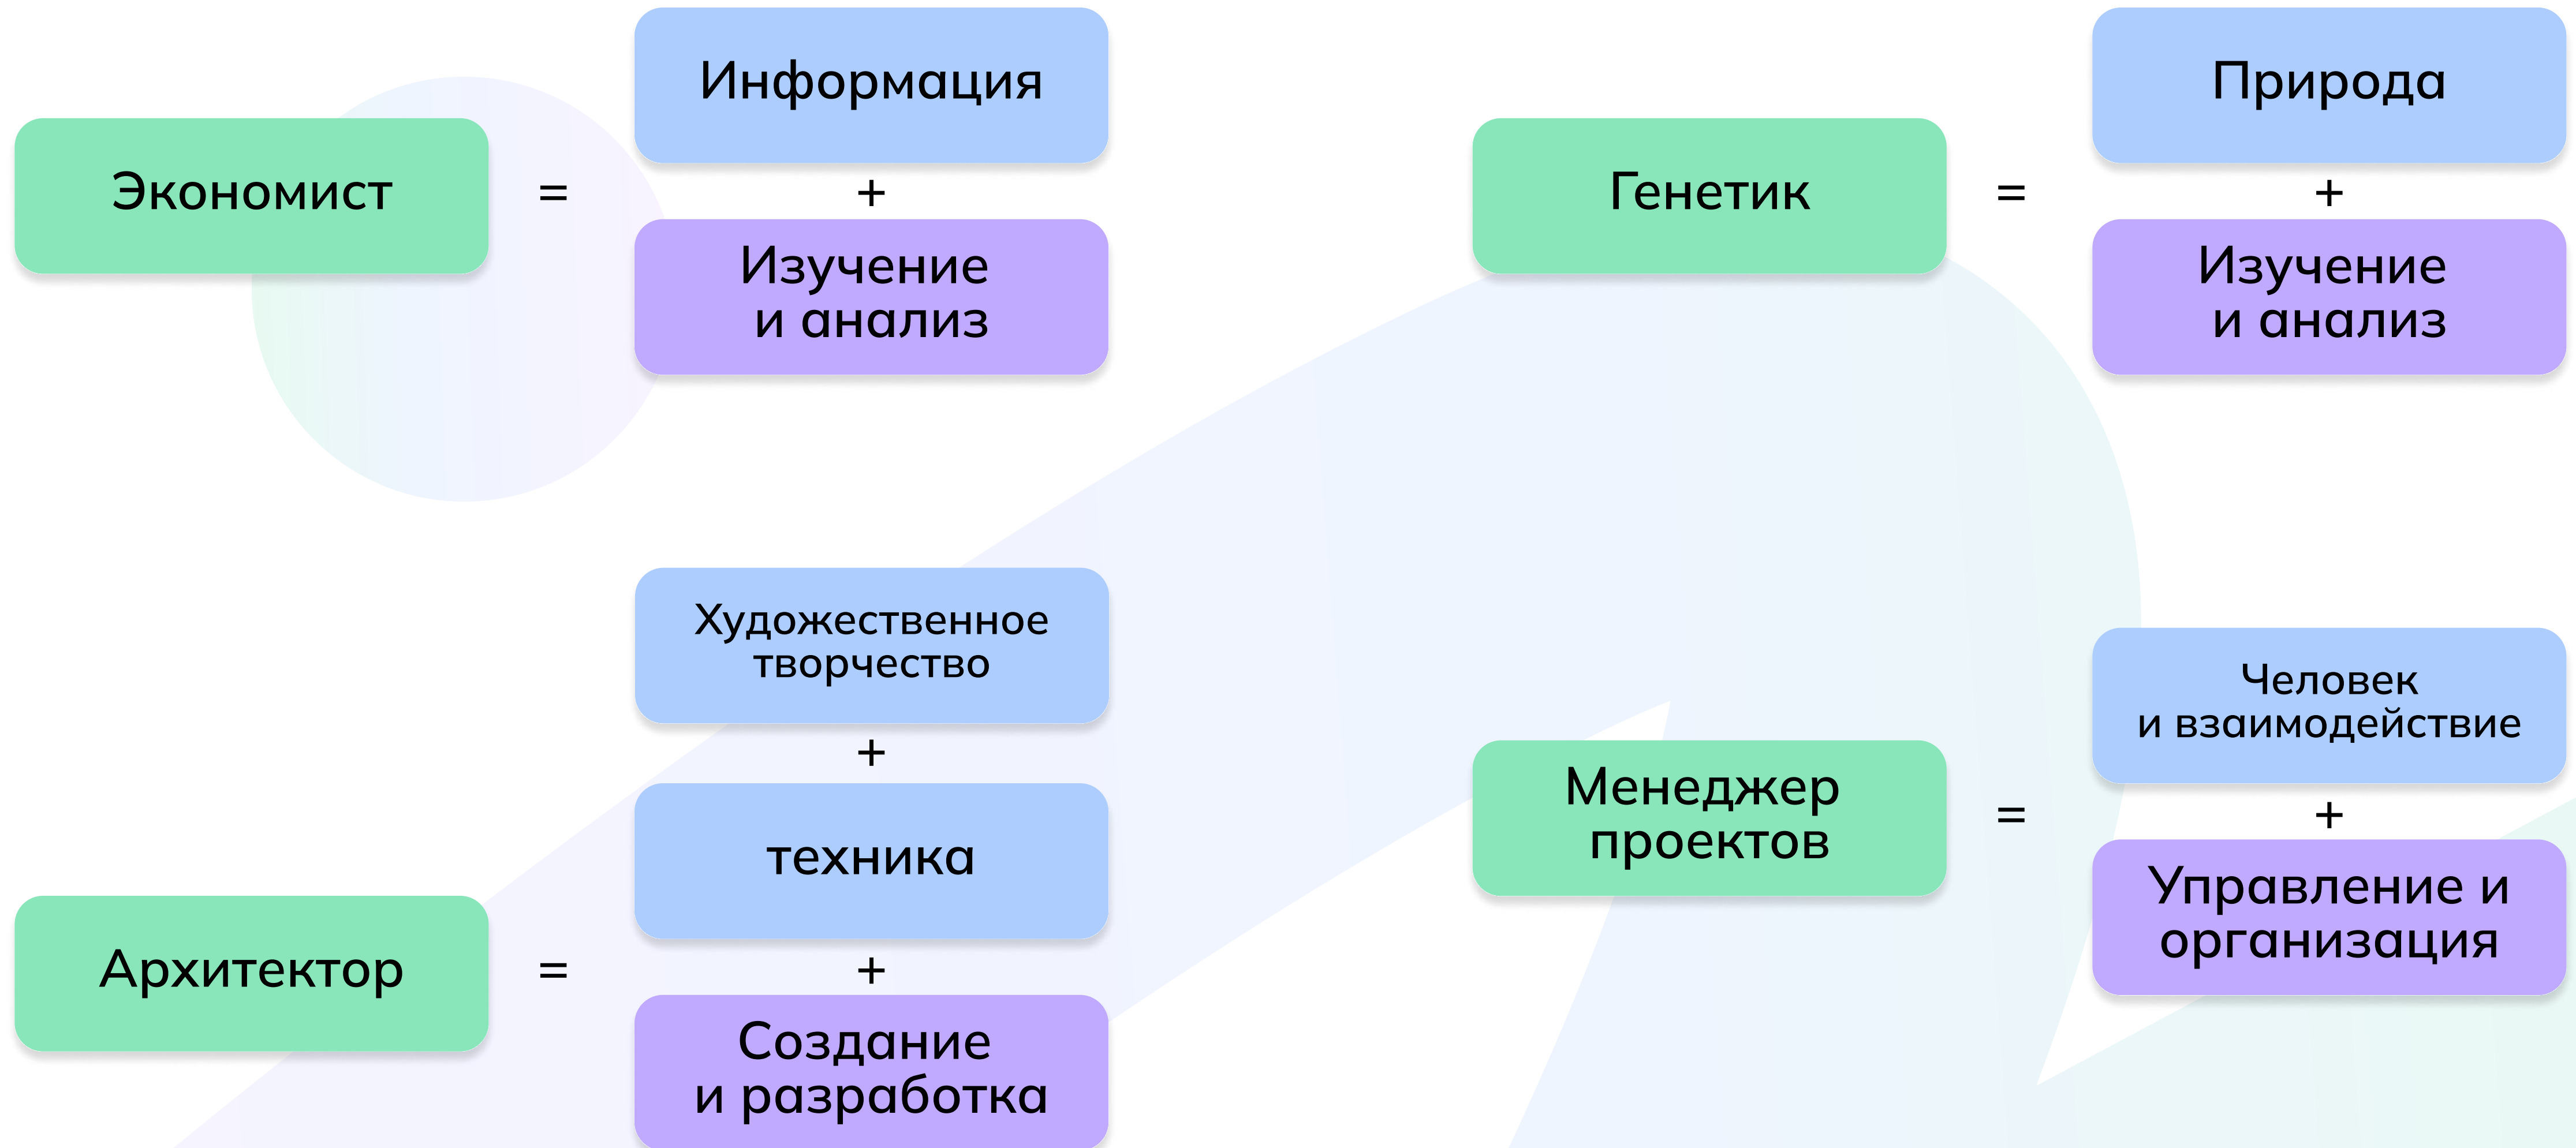 Экономист
=
Информация
+
Изучение
и анализ
Генетик
=
Природа
+
Изучение
и анализ
Архитектор
=
Художественное
творчество
+
техника
+
Создание
и разработка
Менеджер
проектов
=
Человек
и взаимодействие
+
Управление и
организация